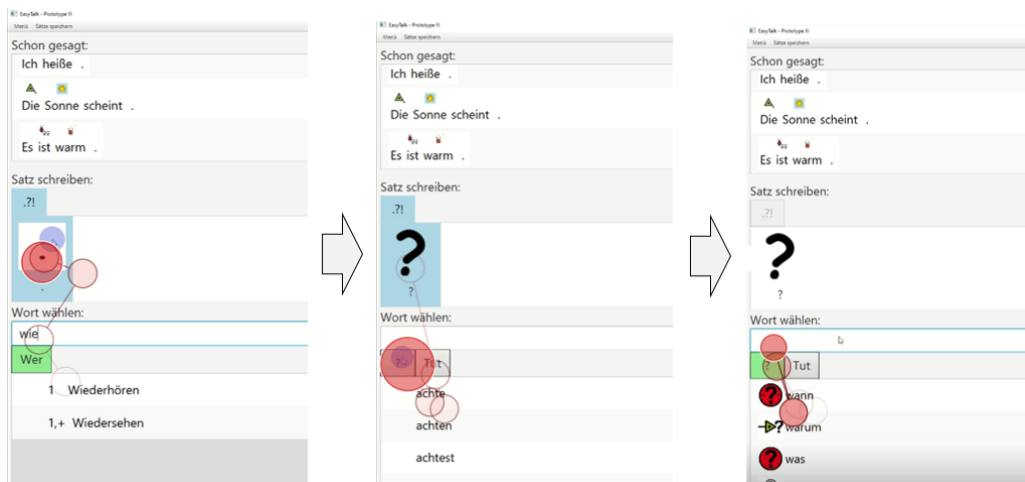 EasyTalk - Prototype II
Menü Sätze speichern
Schon gesagt:
Ich heiße .
Die Sonne scheint .
Es ist warm .
Satz schreiben:
.?!
.
Wort wählen:
wie
Wer
1 Wiederhören
1,+ Wiedersehen
EasyTalk - Prototype II
Menü Sätze speichern
Schon gesagt:
Ich heiße .
Die Sonne scheint .
Es ist warm .
Satz schreiben:
.?!
?
?
Wort wählen:
? Tut
achte
achten
achtest
EasyTalk - Prototype II
Menü Sätze speichern
Schon gesagt:
Ich heiße .
Die Sonne scheint .
Es ist warm .
Satz schreiben:
.?!
?
?
Wort wählen:
? Tut
? wann
? warum
? was